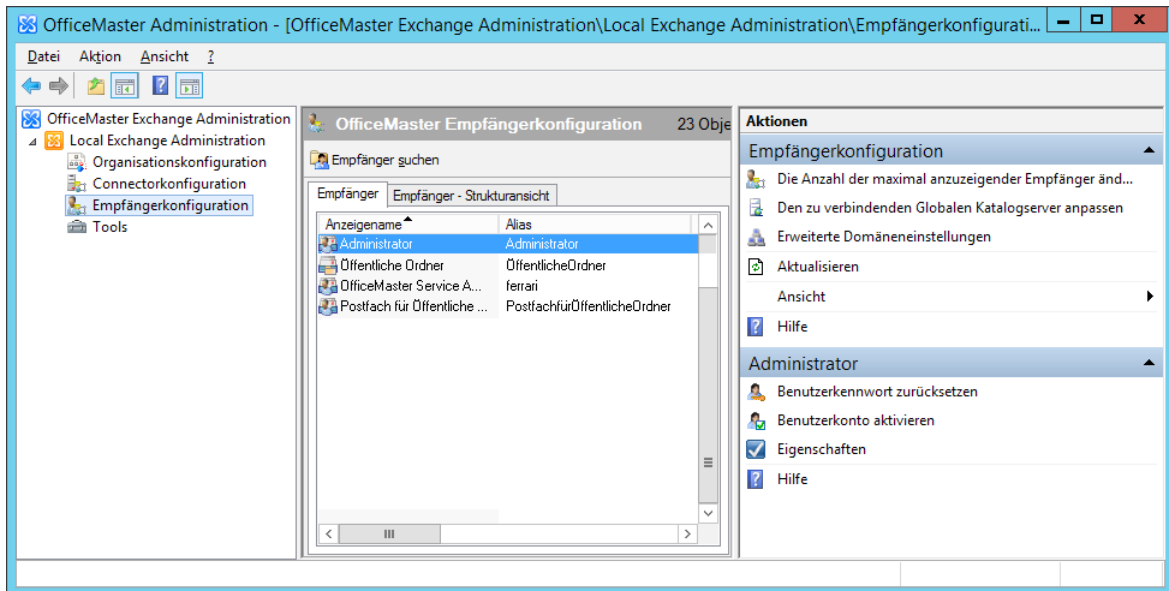 OfficeMaster Administration - [OfficeMaster Exchange Administration\Local Exchange Administration\Empfängerkonfigurati...
Datei Aktion Ansicht ?
OfficeMaster Exchange Administration
Local Exchange Administration
Organisationskonfiguration
Connectorkonfiguration
Empfängerkonfiguration
Tools
OfficeMaster Empfängerkonfiguration 23 Obje
Empfänger suchen
Empfänger Empfänger - Strukturansicht
Anzeigename Alias
Administrator Administrator
Öffentliche Ordner ÖffentlicheOrdner
OfficeMaster Service A... ferrari
Postfach für Öffentliche ... PostfachfürÖffentlicheOrdner
Aktionen
Empfängerkonfiguration
Die Anzahl der maximal anzuzeigender Empfänger änd...
Den zu verbindenden Globalen Katalogserver anpassen
Erweiterte Domäneneinstellungen
Aktualisieren
Ansicht
Hilfe
Administrator
Benutzerkennwort zurücksetzen
Benutzerkonto aktivieren
Eigenschaften
Hilfe